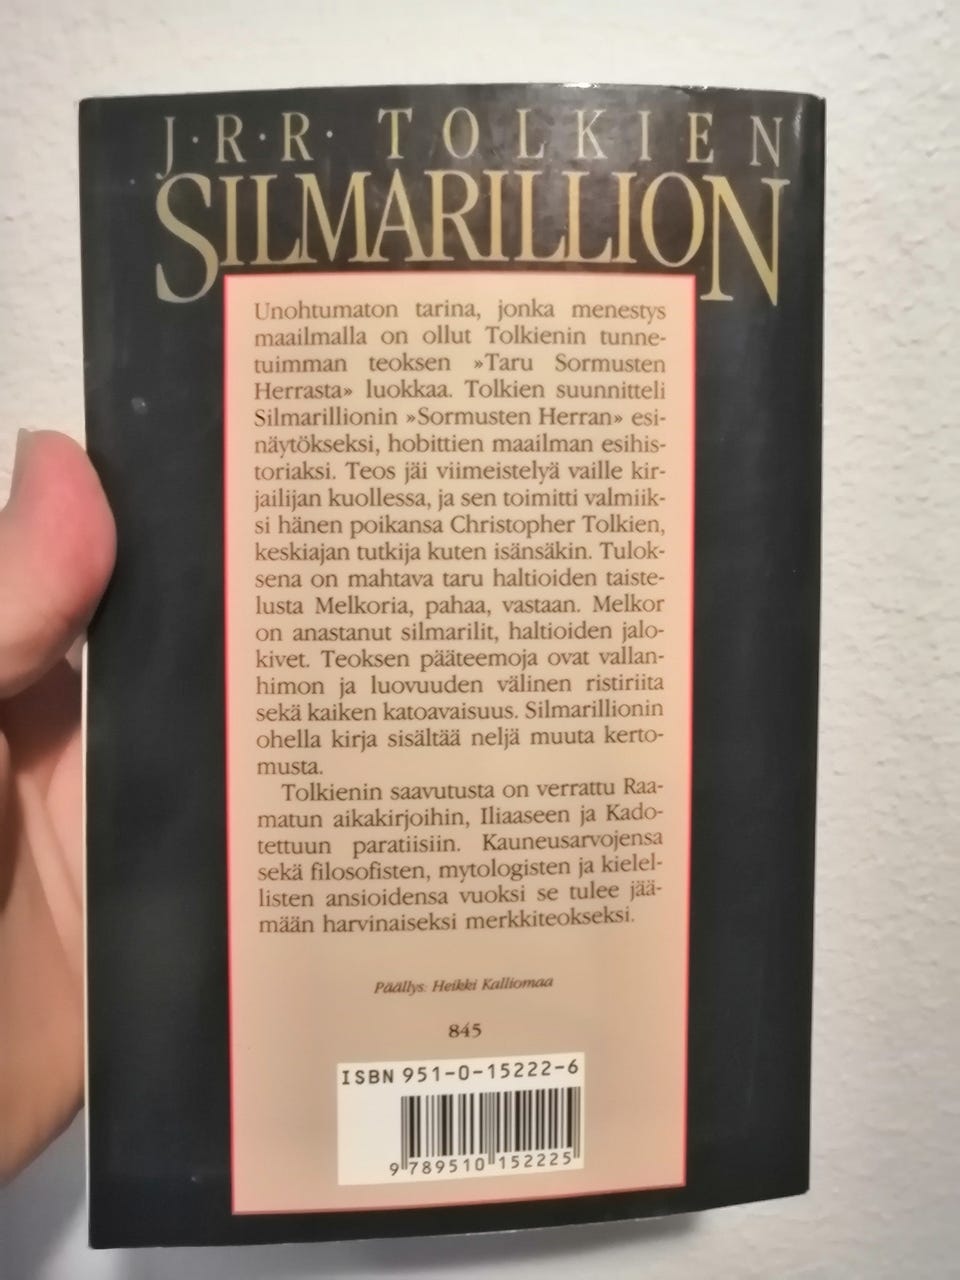 J·R·R· TOLKIEN
SILMARILLION
Unohtumaton tarina, jonka menestys
maailmalla on ollut Tolkienin tunne-
tuimman teoksen »Taru Sormusten
Herrasta» luokkaa. Tolkien suunnitteli
Silmarillionin »Sormusten Herran» esi-
näytökseksi, hobittien maailman esihis-
toriaksi. Teos jäi viimeistelyä vaille kir-
jailijan kuollessa, ja sen toimitti valmiik-
si hänen poikansa Christopher Tolkien,
keskiajan tutkija kuten isänsäkin. Tulok-
sena on mahtava taru haltioiden taiste-
lusta Melkoria, pahaa, vastaan. Melkor
on anastanut silmarilit, haltioiden jalo-
kivet. Teoksen pääteemoja ovat vallan-
himon ja luovuuden välinen ristiriita
sekä kaiken katoavaisuus. Silmarillionin
ohella kirja sisältää neljä muuta kerto-
musta.
Tolkienin saavutusta on verrattu Raa-
matun aikakirjoihin, Iliaaseen ja Kado-
tettuun paratiisiin. Kauneusarvojensa
sekä filosofisten, mytologisten ja kielel-
listen ansioidensa vuoksi se tulee jää-
mään harvinaiseksi merkkiteokseksi.
Päällys: Heikki Kalliomaa
845
ISBN 951-0-15222-6
9 789510 152225